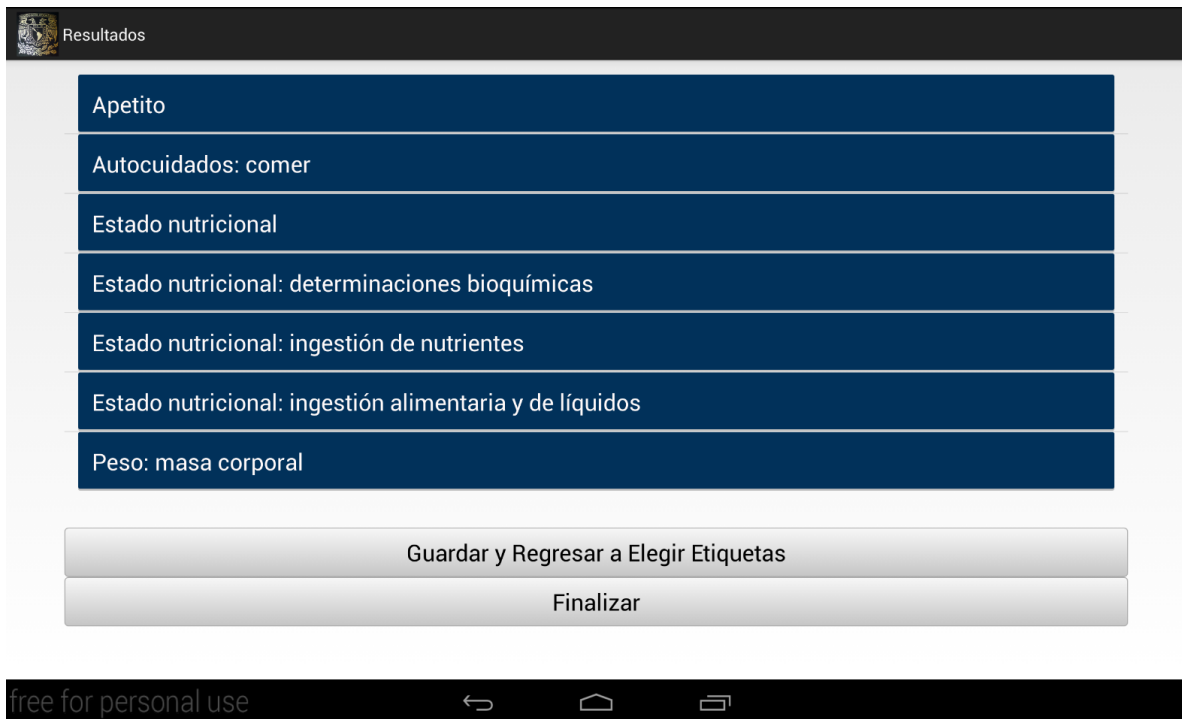 Resultados
Apetito
Autocuidados: comer
Estado nutricional
Estado nutricional: determinaciones bioquímicas
Estado nutricional: ingestión de nutrientes
Estado nutricional: ingestión alimentaria y de líquidos
Peso: masa corporal
Guardar y Regresar a Elegir Etiquetas
Finalizar
free for personal use